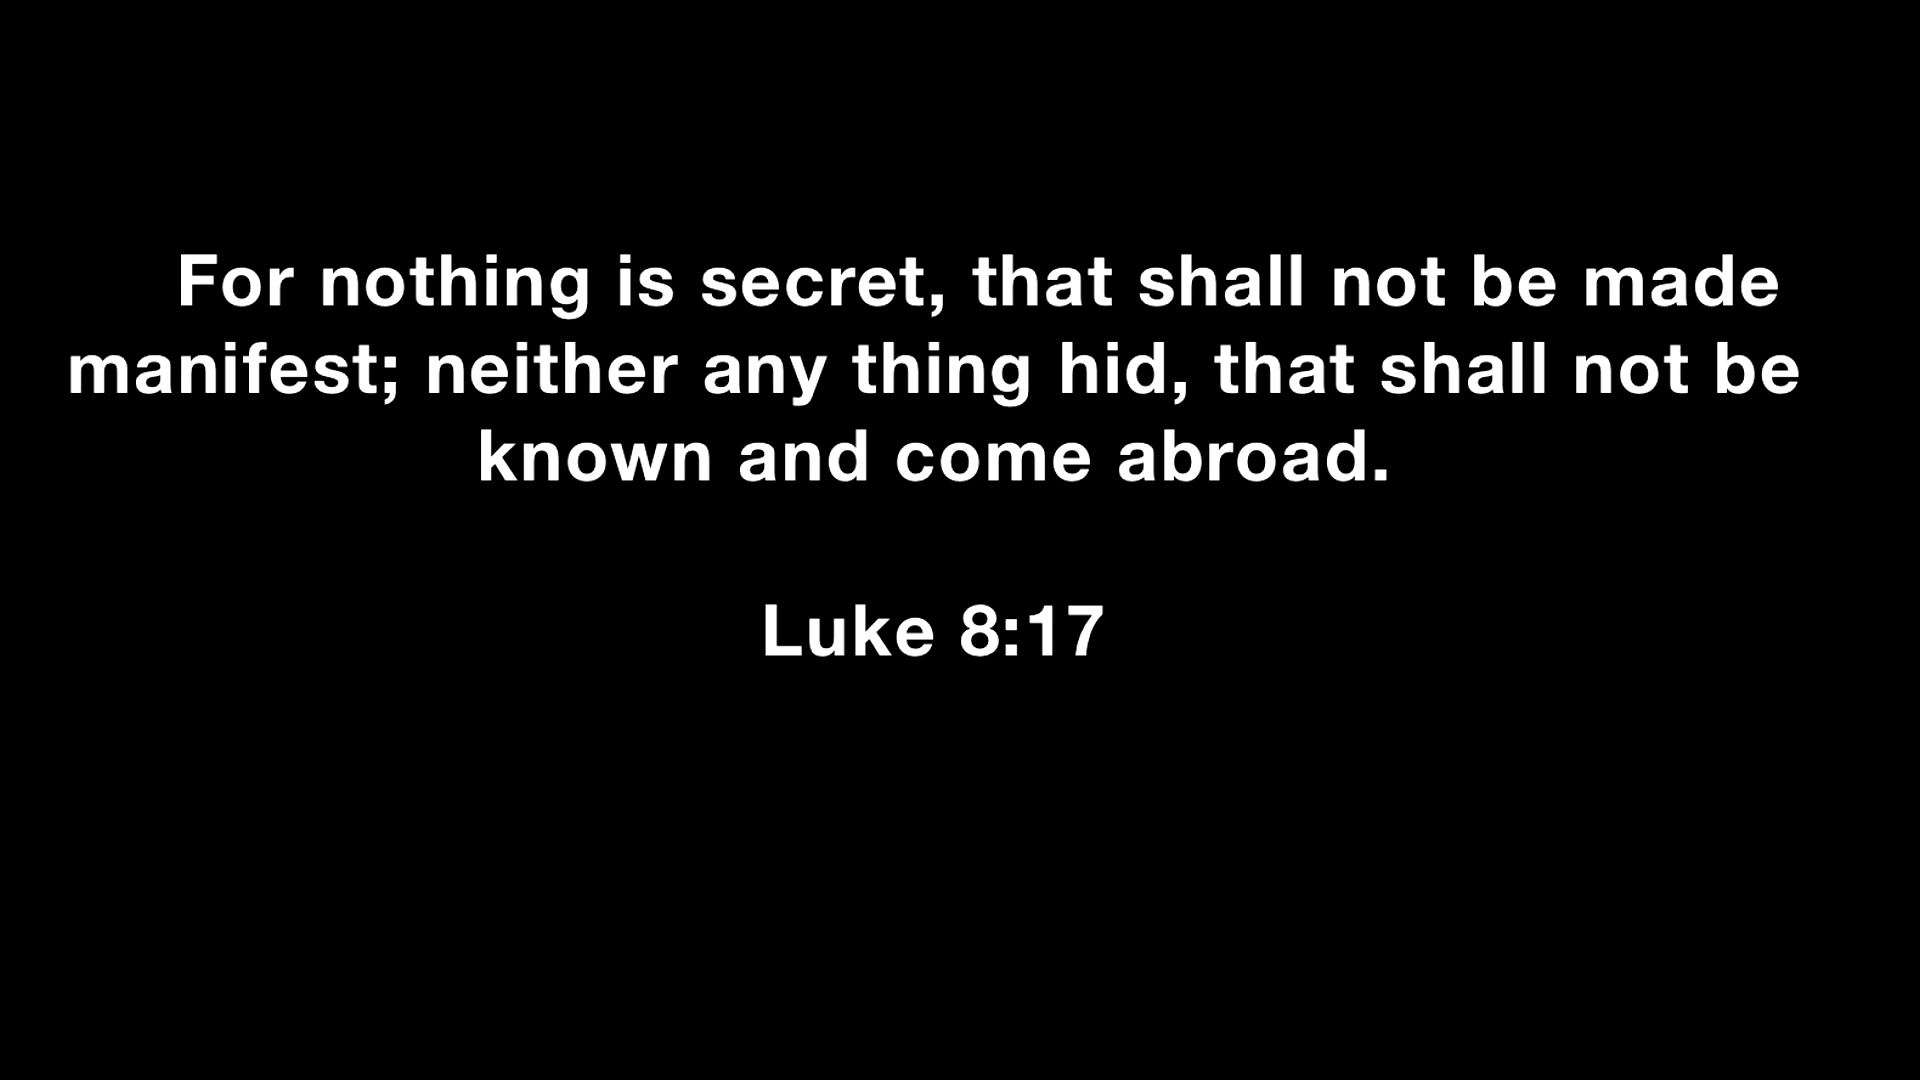 For nothing is secret, that shall not be made
manifest; neither any thing hid, that shall not be
known and come abroad.
Luke 8:17